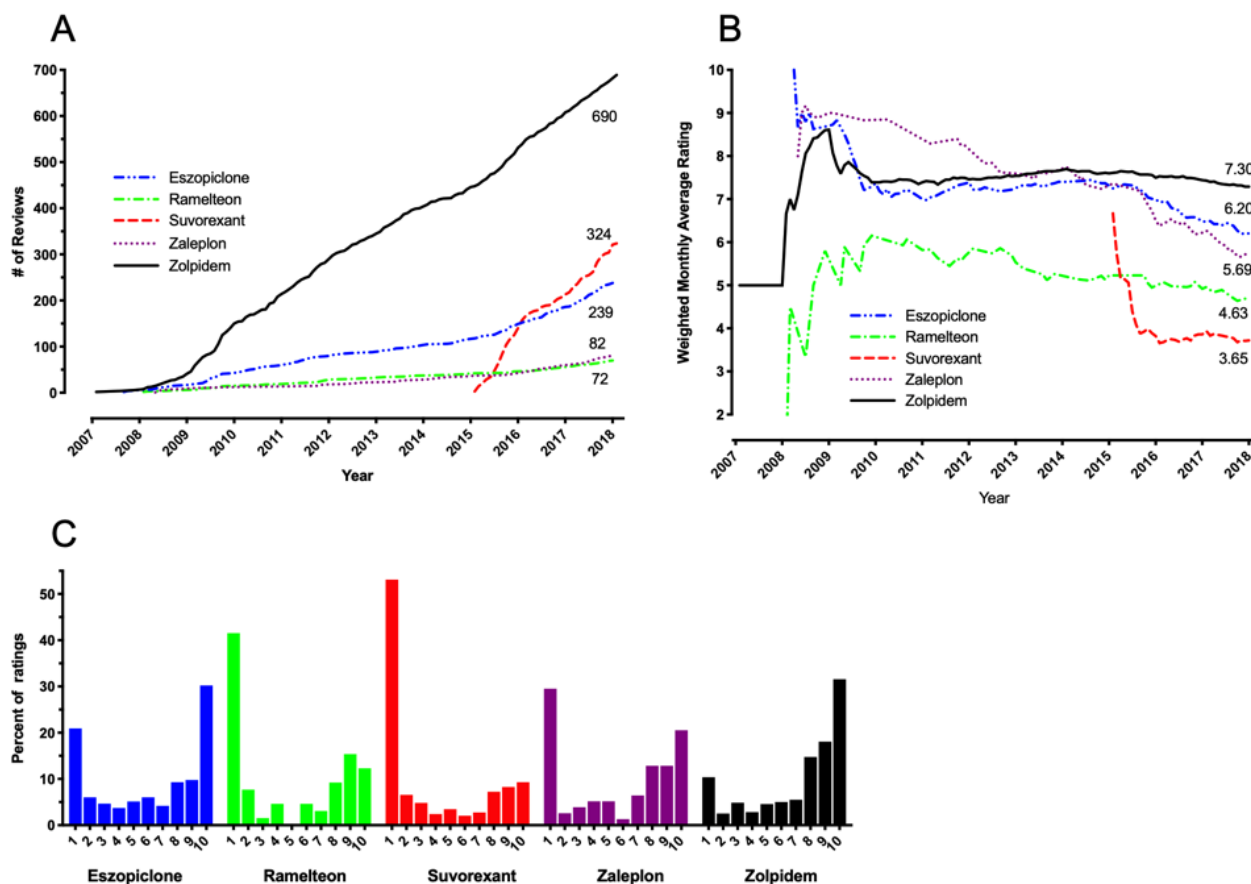 A
# of Reviews
700
600
500
400
300
200
100
0
Eszopiclone
Ramelteon
Suvorexant
Zaleplon
Zolpidem
690
324
239
82
72
2007 2008 2009 2010 2011 2012 2013 2014 2015 2016 2017 2018
Year
B
Weighted Monthly Average Rating
10
9
8
7
6
5
4
3
2
7.30
6.20
5.69
4.63
3.65
Eszopiclone
Ramelteon
Suvorexant
Zaleplon
Zolpidem
2007 2008 2009 2010 2011 2012 2013 2014 2015 2016 2017 2018
Year
C
Percent of ratings
50
40
30
20
10
0
1 2 3 4 5 6 7 8 9 10
1 2 3 4 5 6 7 8 9 10
1 2 3 4 5 6 7 8 9 10
1 2 3 4 5 6 7 8 9 10
1 2 3 4 5 6 7 8 9 10
Eszopiclone Ramelteon Suvorexant Zaleplon Zolpidem